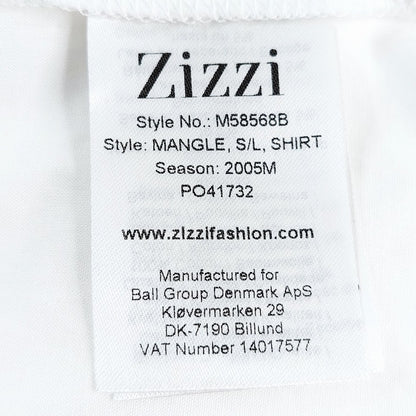 Zizzi
Style No.: M58568B
Style: MANGLE, S/L, SHIRT
Season: 2005M
PO41732
www.zizzifashion.com
Manufactured for
Ball Group Denmark ApS
Kløvermarken 29
DK-7190 Billund
VAT Number 14017577